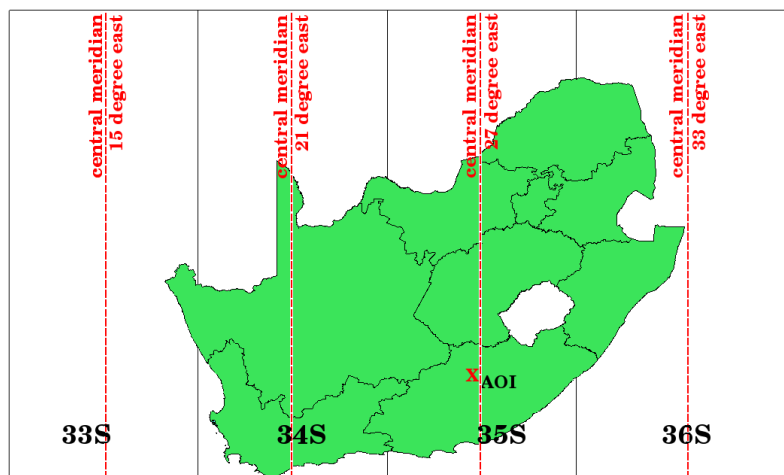 central meridian
15 degree east
central meridian
21 degree east
central meridian
27 degree east
central meridian
33 degree east
X
AOI
33S
34S
35S
36S